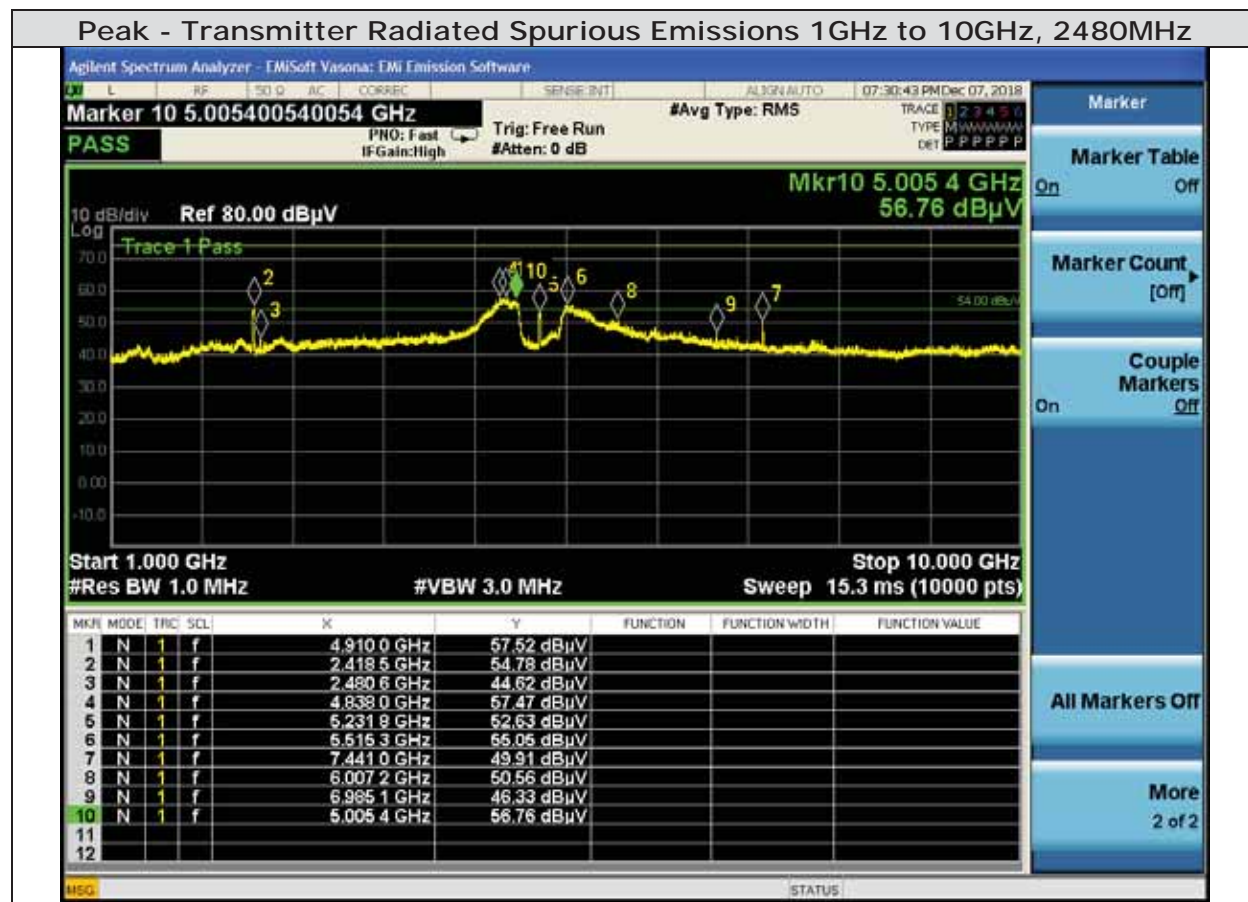 Peak - Transmitter Radiated Spurious Emissions 1GHz to 10GHz, 2480MHz
Agilent Spectrum Analyzer - EMiSoft Vasona: EMi Emission Software
L RF 50 Ω AC CORREC SENSE:INT ALIGNAUTO 07:30:43 PMDec 07, 2018
Marker 10 5.005400540054 GHz
PNO: Fast
IFGain:High
Trig: Free Run
#Atten: 0 dB
#Avg Type: RMS
TRACE 1 2 3 4 5 6
TYPE MWWWWW
DET P P P P P P
PASS
Mkr10 5.005 4 GHz
56.76 dBµV
10 dB/div Ref 80.00 dBµV
Log
Trace 1 Pass
70.0
60.0
50.0
40.0
30.0
20.0
10.0
0.00
-10.0
2
3
10
5
6
8
9
7
54.00 dBµV
Start 1.000 GHz Stop 10.000 GHz
#Res BW 1.0 MHz #VBW 3.0 MHz Sweep 15.3 ms (10000 pts)
MKR MODE TRC SCL X Y FUNCTION FUNCTION WIDTH FUNCTION VALUE
1 N 1 f 4.910 0 GHz 57.52 dBµV
2 N 1 f 2.418 5 GHz 54.78 dBµV
3 N 1 f 2.480 6 GHz 44.62 dBµV
4 N 1 f 4.838 0 GHz 57.47 dBµV
5 N 1 f 5.231 9 GHz 52.63 dBµV
6 N 1 f 5.515 3 GHz 55.05 dBµV
7 N 1 f 7.441 0 GHz 49.91 dBµV
8 N 1 f 6.007 2 GHz 50.56 dBµV
9 N 1 f 6.985 1 GHz 46.33 dBµV
10 N 1 f 5.005 4 GHz 56.76 dBµV
11
12
MSG STATUS
Marker
Marker Table
On Off
Marker Count
[Off]
Couple
Markers
On Off
All Markers Off
More
2 of 2